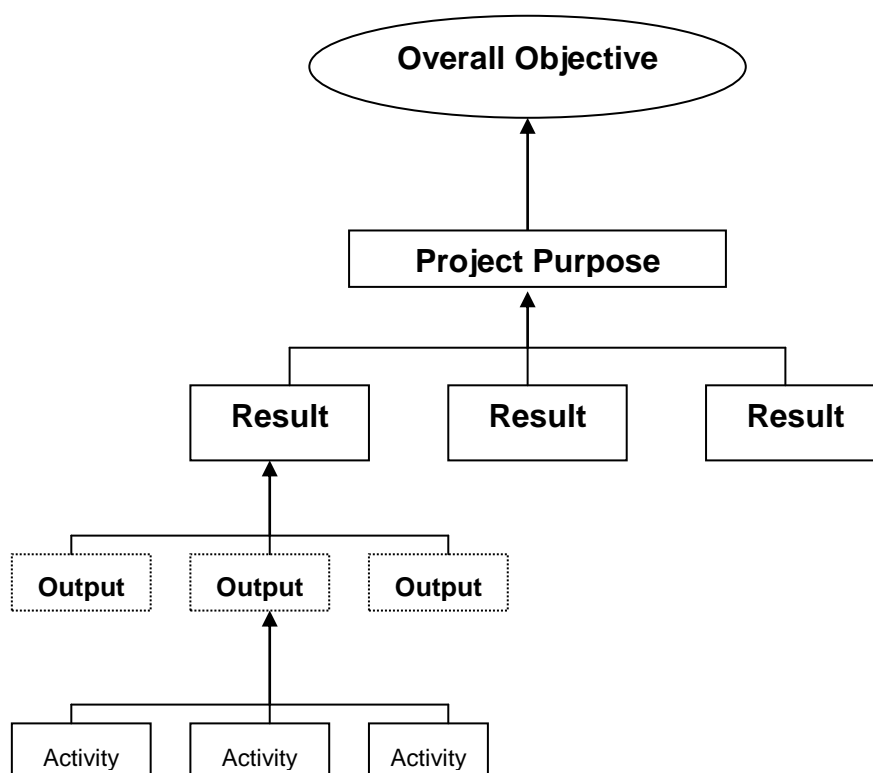 Overall Objective
Project Purpose
Result Result Result
Output Output Output
Activity Activity Activity